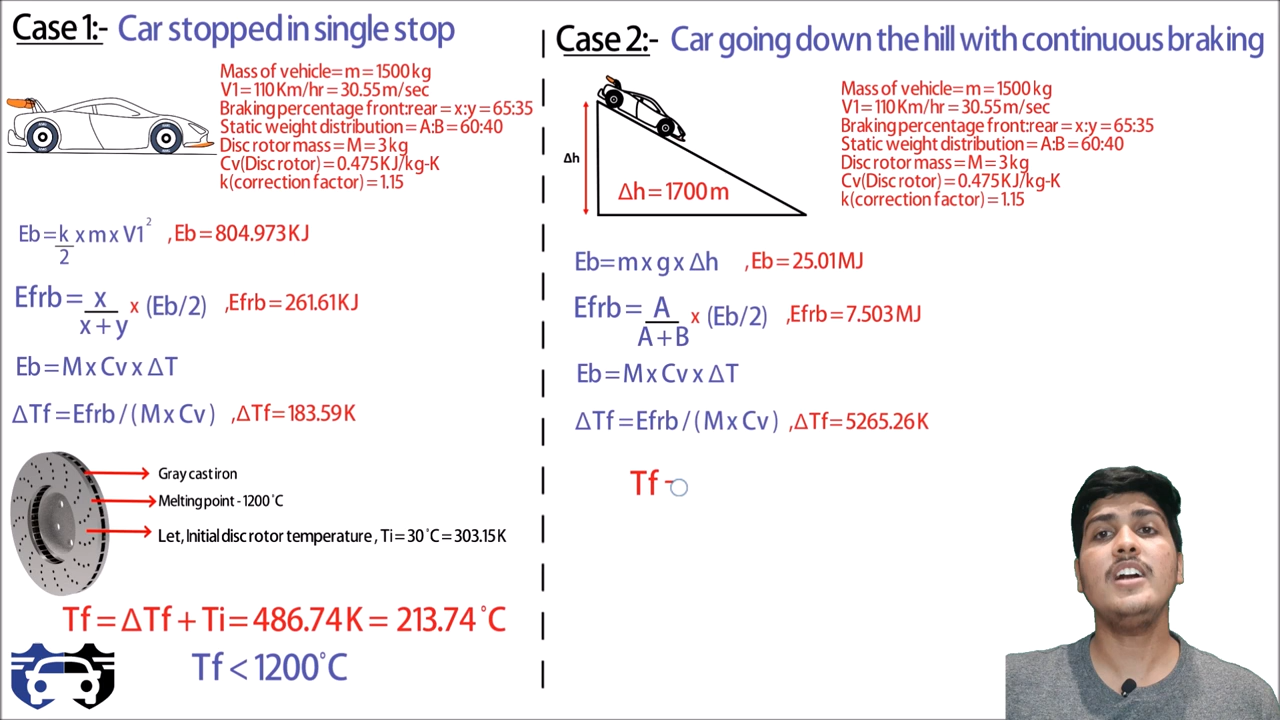 Case 1:- Car stopped in single stop
Mass of vehicle= m = 1500 kg
V1 = 110 Km/hr = 30.55 m/sec
Braking percentage front:rear = x:y = 65:35
Static weight distribution = A:B = 60:40
Disc rotor mass = M = 3 kg
Cv(Disc rotor) = 0.475 KJ/kg-K
k(correction factor) = 1.15
Eb = k/2 x m x V1² , Eb = 804.973 KJ
Efrb = x/x + y x (Eb/2) ,Efrb = 261.61 KJ
Eb = M x Cv x ΔT
ΔTf = Efrb / ( M x Cv ) ,ΔTf= 183.59 K
Gray cast iron
Melting point - 1200 °C
Let, Initial disc rotor temperature , Ti = 30 °C = 303.15 K
Tf = ΔTf + Ti = 486.74 K = 213.74 °C
Tf < 1200°C
Case 2:- Car going down the hill with continuous braking
Mass of vehicle= m = 1500 kg
V1 = 110 Km/hr = 30.55 m/sec
Braking percentage front:rear = x:y = 65:35
Static weight distribution = A:B = 60:40
Disc rotor mass = M = 3 kg
Cv(Disc rotor) = 0.475 KJ/kg-K
k(correction factor) = 1.15
Δh
Δh = 1700 m
Eb= m x g x Δh , Eb = 25.01 MJ
Efrb = A/A + B x (Eb/2) ,Efrb = 7.503 MJ
Eb = M x Cv x ΔT
ΔTf = Efrb / ( M x Cv ) ,ΔTf= 5265.26 K
Tf -